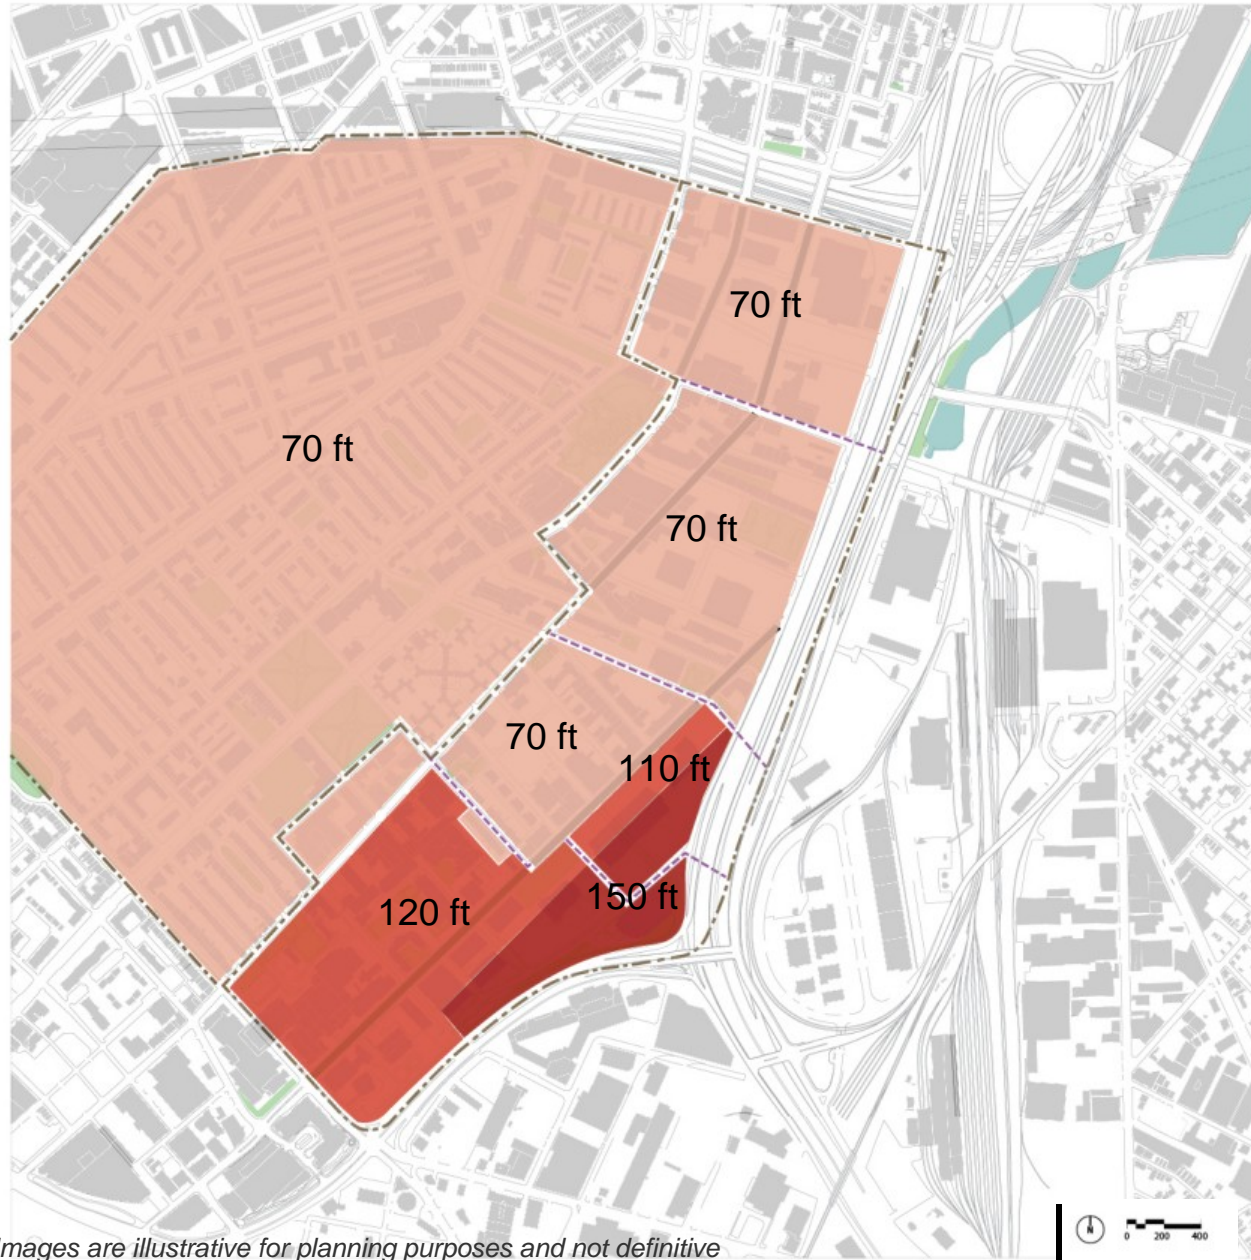 70 ft
70 ft
70 ft
70 ft
110 ft
150 ft
120 ft
N
0 200 400
mages are illustrative for planning purposes and not definitive